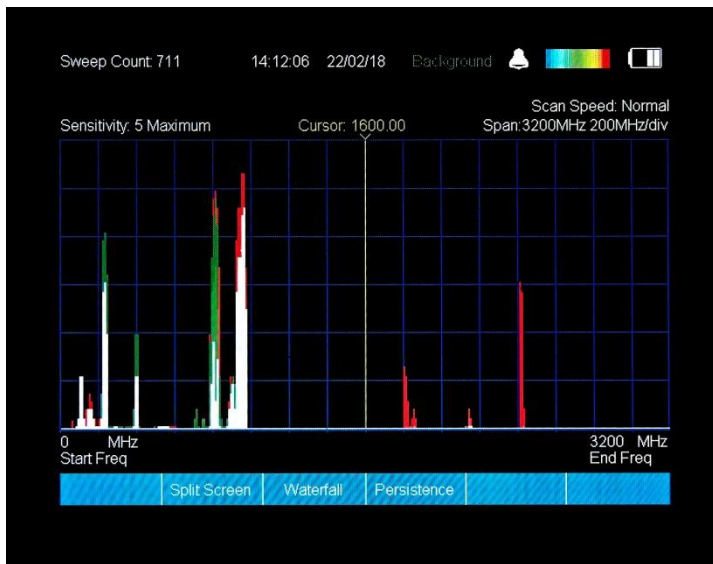 Sweep Count: 711 14:12:06 22/02/18 Background
Scan Speed: Normal
Sensitivity: 5 Maximum Cursor: 1600.00 Span:3200MHz 200MHz/div
0 MHz 3200 MHz
Start Freq End Freq
Split Screen Waterfall Persistence